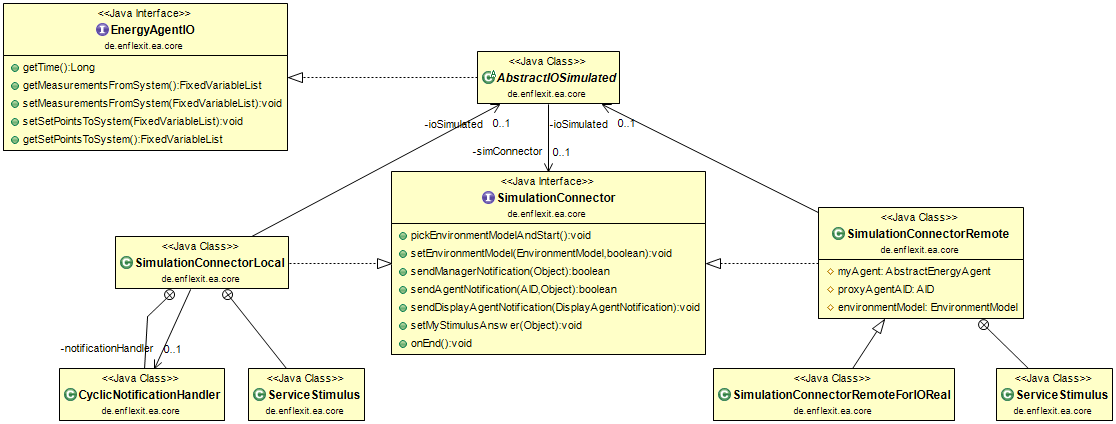 <<Java Interface>>
EnergyAgentIO
de.enflexit.ea.core
getTime():Long
getMeasurementsFromSystem():FixedVariableList
setMeasurementsFromSystem(FixedVariableList):void
setSetPointsToSystem(FixedVariableList):void
getSetPointsToSystem():FixedVariableList
<<Java Class>>
AbstractIOSimulated
de.enflexit.ea.core
-ioSimulated 0..1
-ioSimulated 0..1
-simConnector 0..1
<<Java Interface>>
SimulationConnector
de.enflexit.ea.core
pickEnvironmentModelAndStart():void
setEnvironmentModel(EnvironmentModel,boolean):void
sendManagerNotification(Object):boolean
sendAgentNotification(AID,Object):boolean
sendDisplayAgentNotification(DisplayAgentNotification):void
setMyStimulusAnswer(Object):void
onEnd():void
<<Java Class>>
SimulationConnectorLocal
de.enflexit.ea.core
<<Java Class>>
SimulationConnectorRemote
de.enflexit.ea.core
myAgent: AbstractEnergyAgent
proxyAgentAID: AID
environmentModel: EnvironmentModel
-notificationHandler 0..1
<<Java Class>>
CyclicNotificationHandler
de.enflexit.ea.core
<<Java Class>>
ServiceStimulus
de.enflexit.ea.core
<<Java Class>>
SimulationConnectorRemoteForIOReal
de.enflexit.ea.core
<<Java Class>>
ServiceStimulus
de.enflexit.ea.core